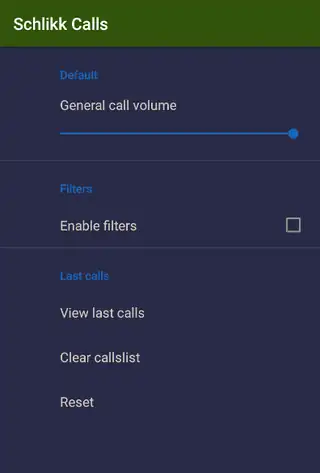 Schlikk Calls
Default
General call volume
Filters
Enable filters
Last calls
View last calls
Clear callslist
Reset